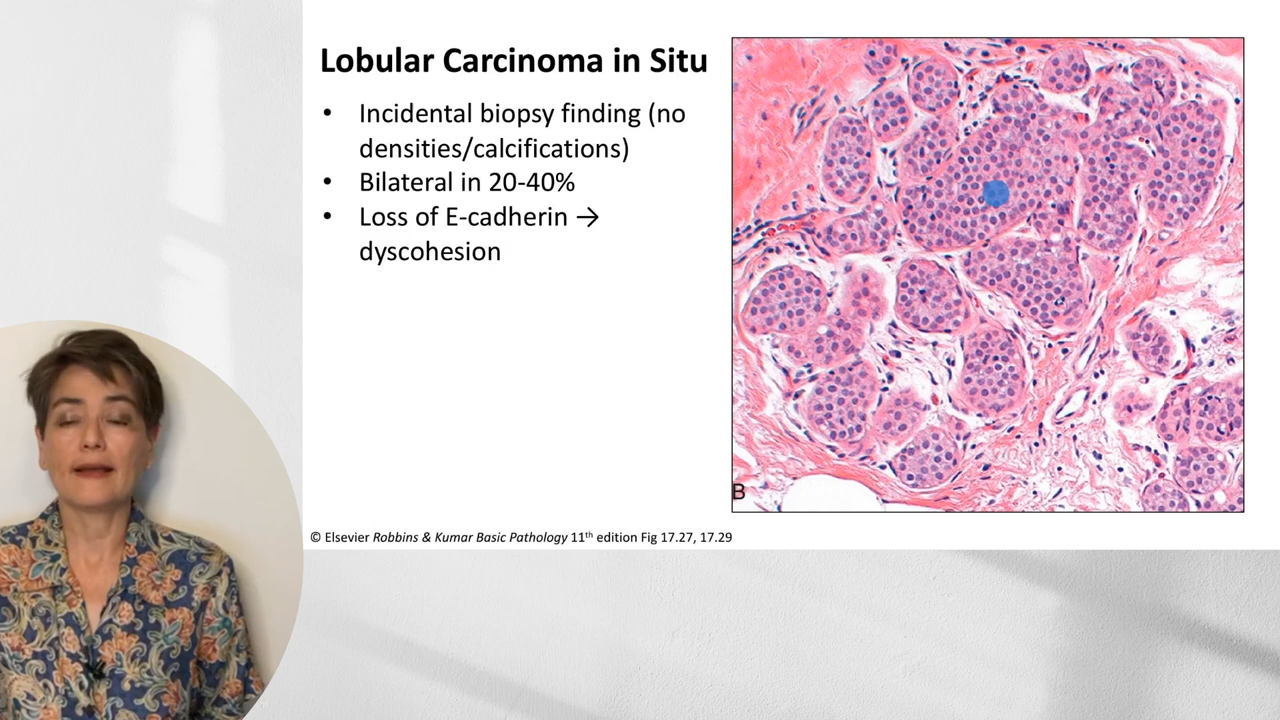 Lobular Carcinoma in Situ
• Incidental biopsy finding (no
densities/calcifications)
• Bilateral in 20-40%
• Loss of E-cadherin →
dyscohesion
B
© Elsevier Robbins & Kumar Basic Pathology 11th edition Fig 17.27, 17.29